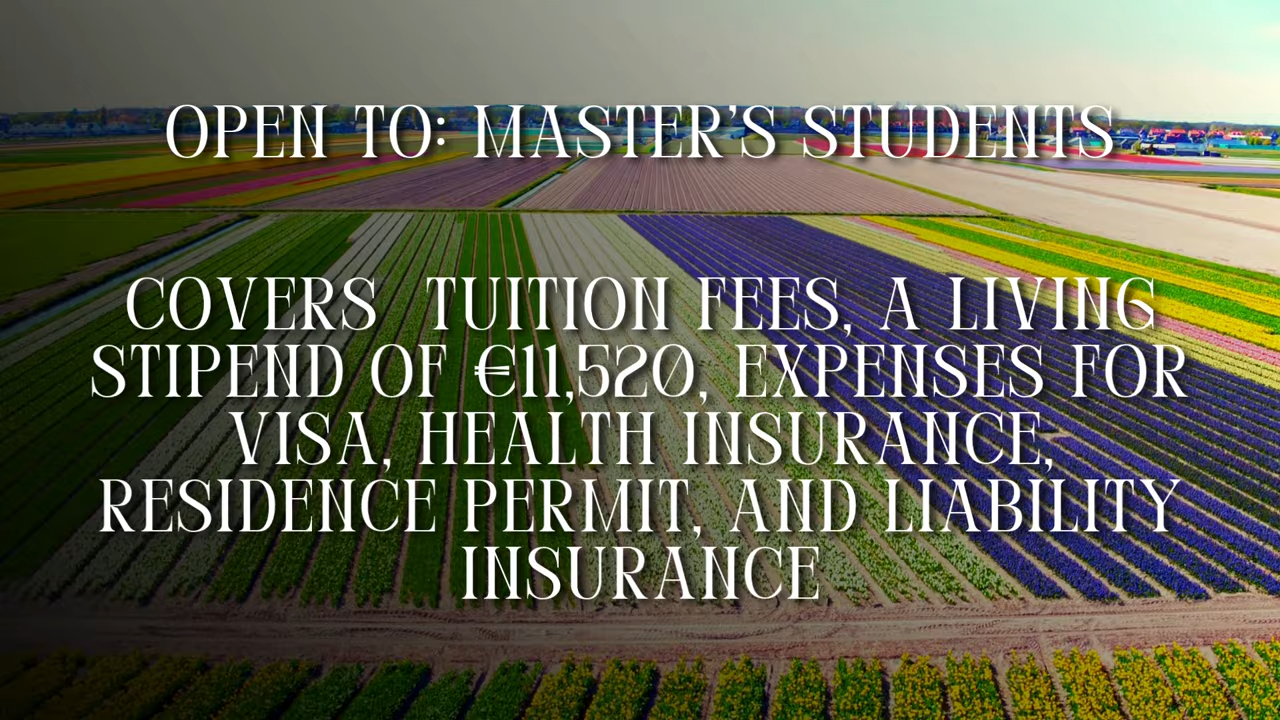 OPEN TO: MASTER'S STUDENTS
COVERS  TUITION FEES, A LIVING
STIPEND OF €11,520, EXPENSES FOR
VISA, HEALTH INSURANCE,
RESIDENCE PERMIT, AND LIABILITY
INSURANCE